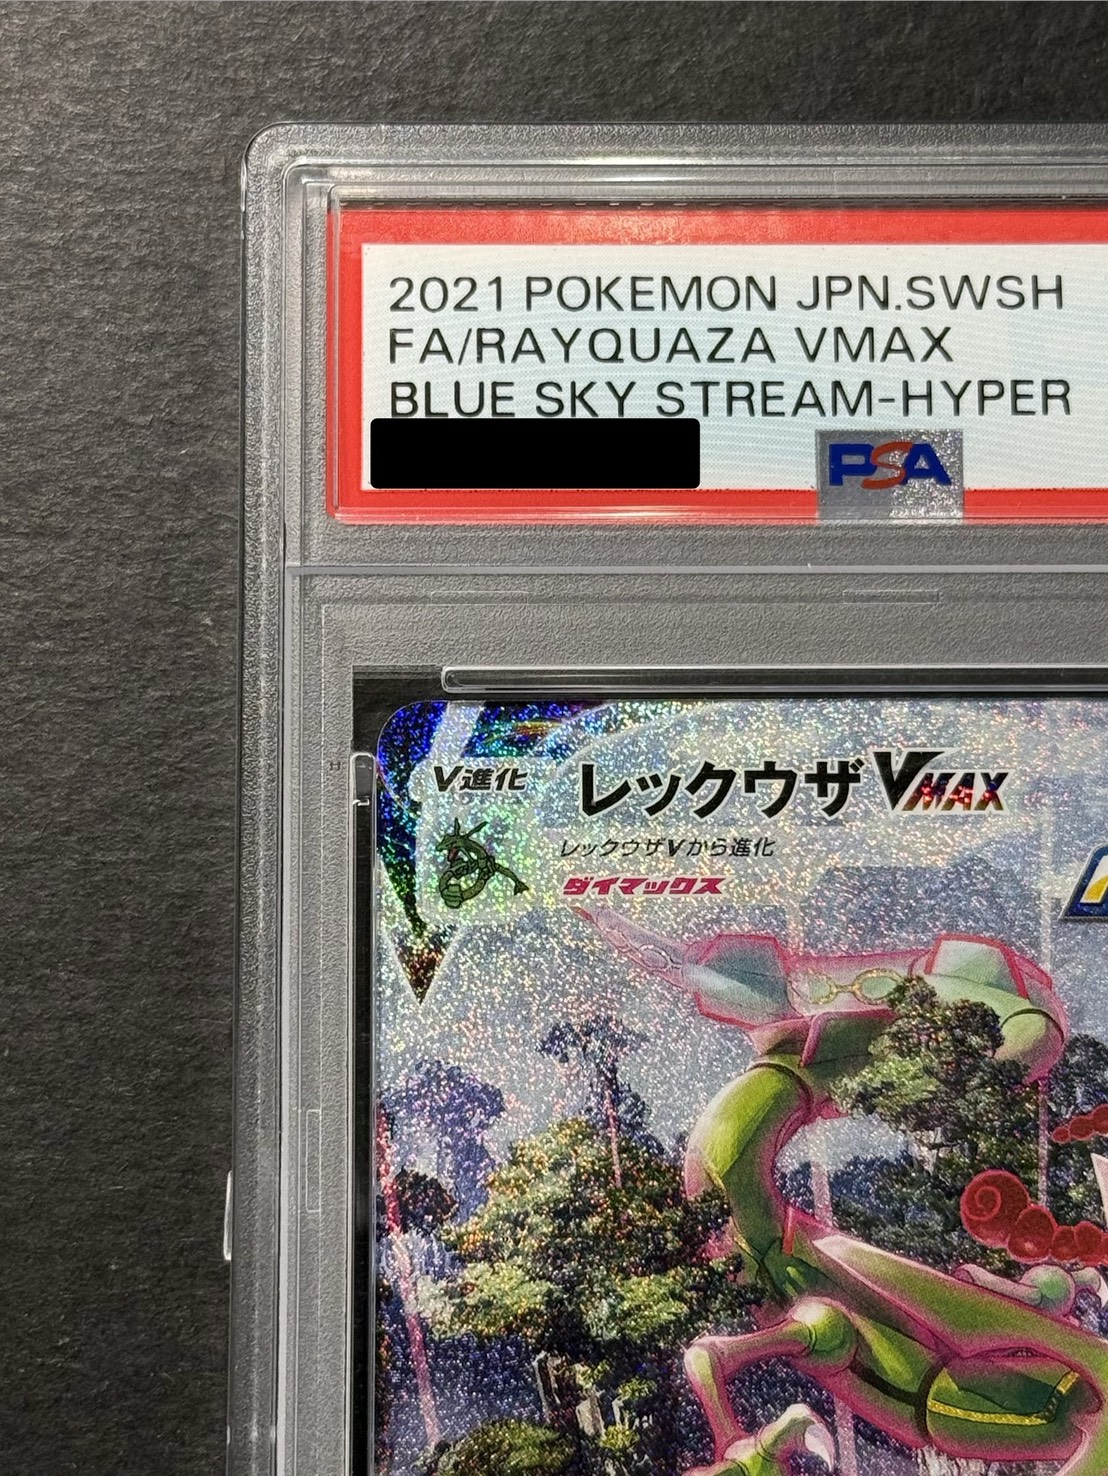 2021 POKEMON JPN.SWSH
FA/RAYQUAZA VMAX
BLUE SKY STREAM-HYPER
PSA
V進化
レックウザVMAX
レックウザVから進化
ダイマックス